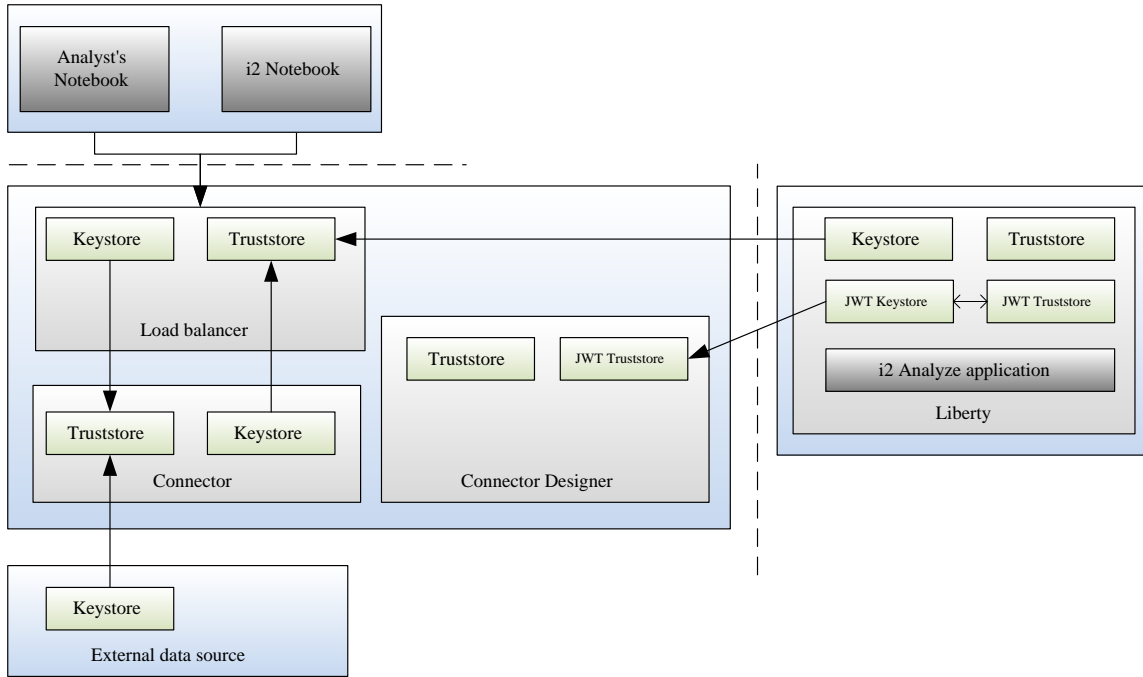 Analyst's
Notebook
i2 Notebook
Keystore
Truststore
Load balancer
Truststore
Keystore
Connector
Truststore
JWT Truststore
Connector Designer
Keystore
Truststore
JWT Keystore
JWT Truststore
i2 Analyze application
Liberty
Keystore
External data source